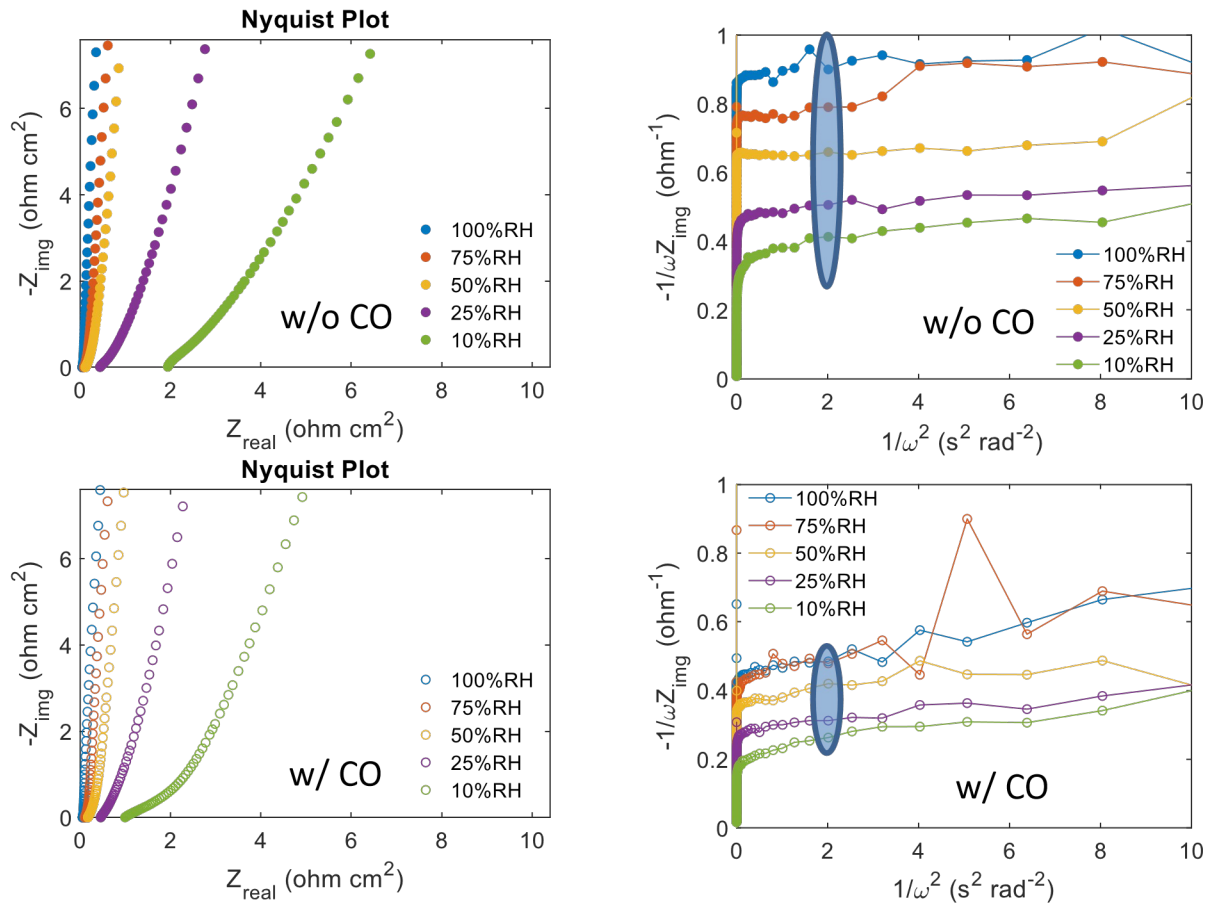 Nyquist Plot
-Z_img (ohm cm²)
6
4
2
0
100%RH
75%RH
50%RH
25%RH
10%RH
w/o CO
0 2 4 6 8 10
Z_real (ohm cm²)
-1/ωZ_img (ohm⁻¹)
1
0.8
0.6
0.4
0.2
0
w/o CO
100%RH
75%RH
50%RH
25%RH
10%RH
0 2 4 6 8 10
1/ω² (s² rad⁻²)
Nyquist Plot
-Z_img (ohm cm²)
6
4
2
0
100%RH
75%RH
50%RH
25%RH
10%RH
w/ CO
0 2 4 6 8 10
Z_real (ohm cm²)
-1/ωZ_img (ohm⁻¹)
1
0.8
0.6
0.4
0.2
0
100%RH
75%RH
50%RH
25%RH
10%RH
w/ CO
0 2 4 6 8 10
1/ω² (s² rad⁻²)